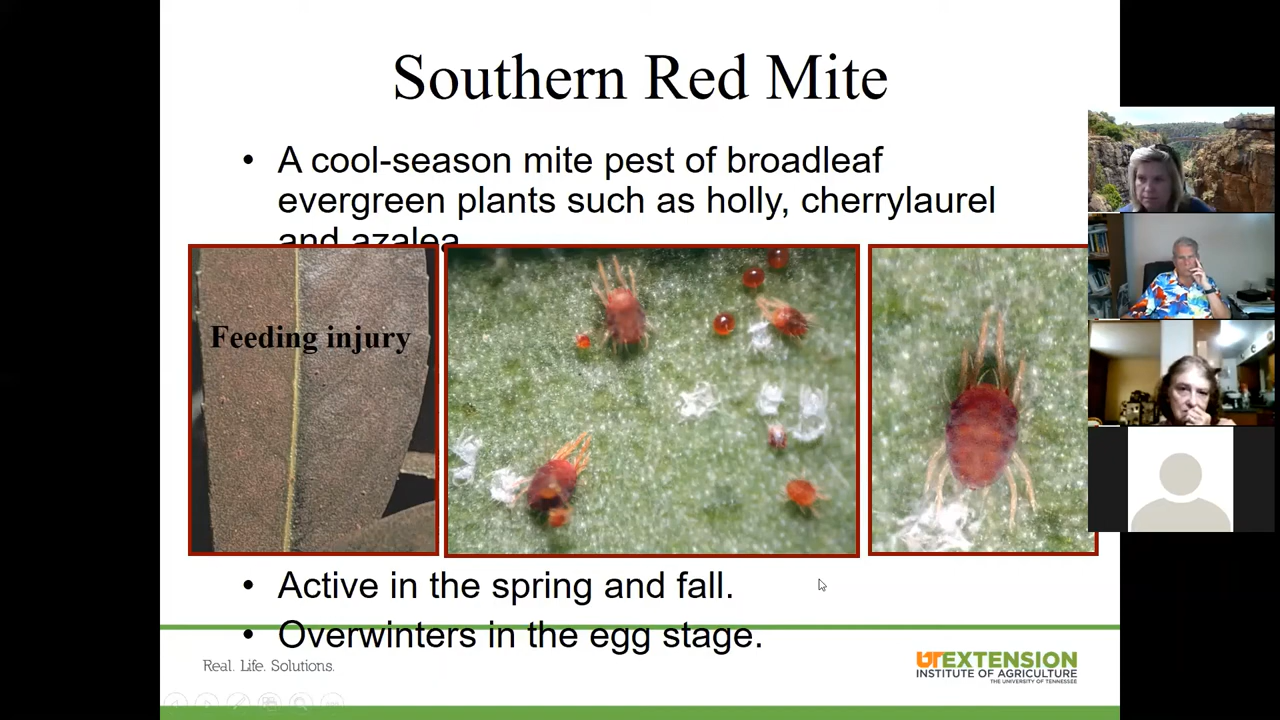 Southern Red Mite
• A cool-season mite pest of broadleaf
evergreen plants such as holly, cherrylaurel
and azalea
Feeding injury
• Active in the spring and fall.
• Overwinters in the egg stage.
Real. Life. Solutions.
UTEXTENSION
INSTITUTE OF AGRICULTURE
THE UNIVERSITY OF TENNESSEE